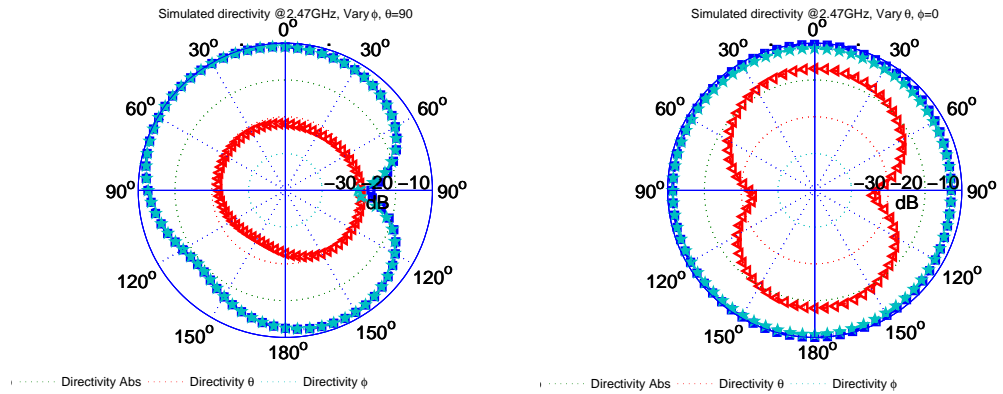 Simulated directivity @2.47GHz, Vary ϕ, θ=90
0°
30° 30°
60° 60°
90° −30 −20 −10 90°
dB
120° 120°
150° 150°
180°
Directivity Abs Directivity θ Directivity ϕ
Simulated directivity @2.47GHz, Vary θ, ϕ=0
0°
30° 30°
60° 60°
90° −30 −20 −10 90°
dB
120° 120°
150° 150°
180°
Directivity Abs Directivity θ Directivity ϕ